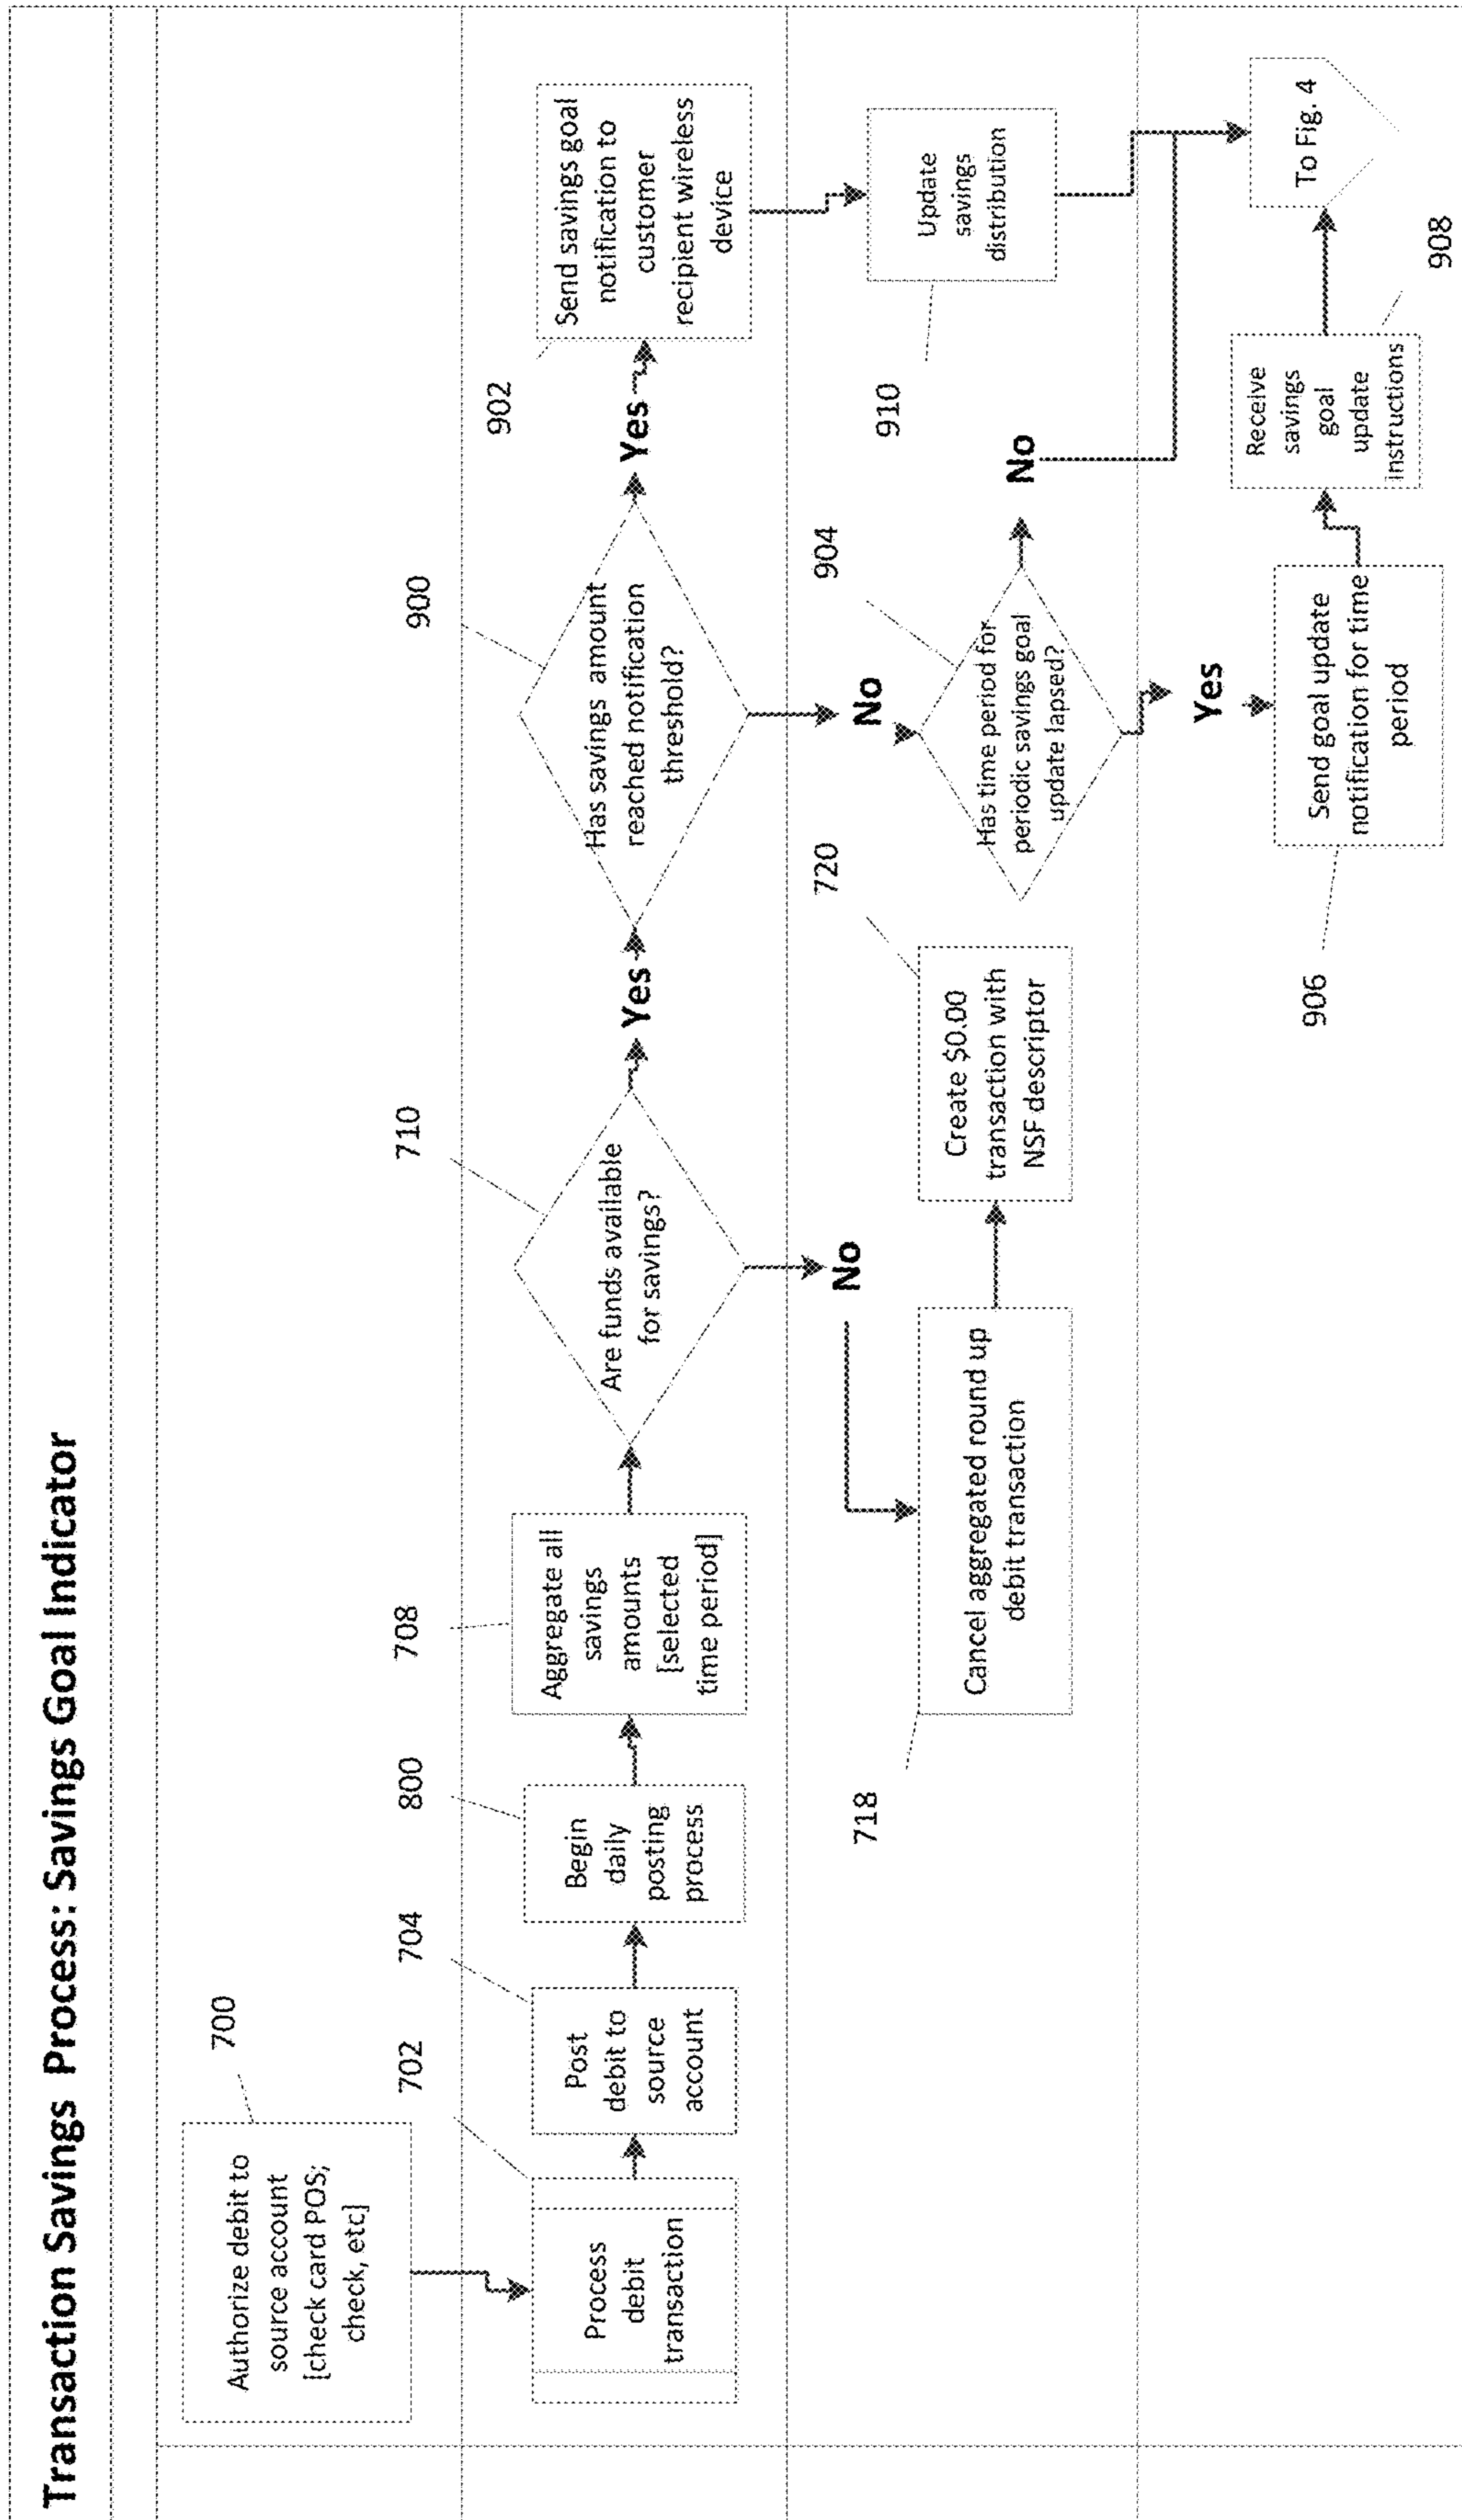 Transaction Savings Process: Savings Goal Indicator
700
Authorize debit to
source account
[check card POS;
check, etc]
702
Process
debit
transaction
704
Post
debit to
source
account
800
Begin
daily
posting
process
708
Aggregate all
savings
amounts
[selected
time period]
710
Are funds available
for savings?
Yes
900
Has savings amount
reached notification
threshold?
Yes
902
Send savings goal
notification to
customer
recipient wireless
device
No
718
Cancel aggregated round up
debit transaction
720
Create $0.00
transaction with
NSF descriptor
No
904
Has time period for
periodic savings goal
update lapsed?
No
910
Update
savings
distribution
Yes
906
Send goal update
notification for time
period
Receive
savings
goal
update
instructions
908
To Fig. 4